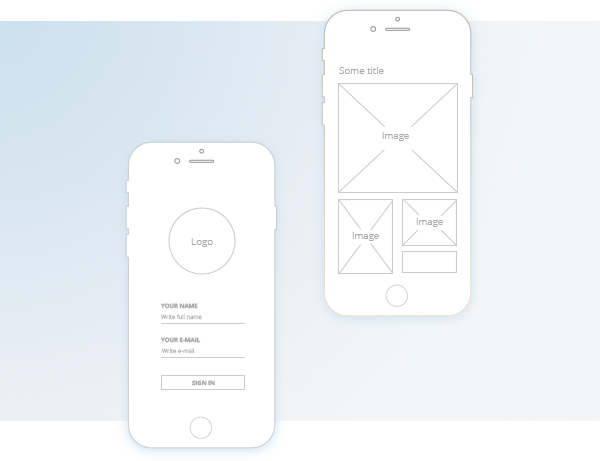 Some title
Image
Image
Image
Logo
YOUR NAME
Write full name
YOUR E-MAIL
Write e-mail
SIGN IN